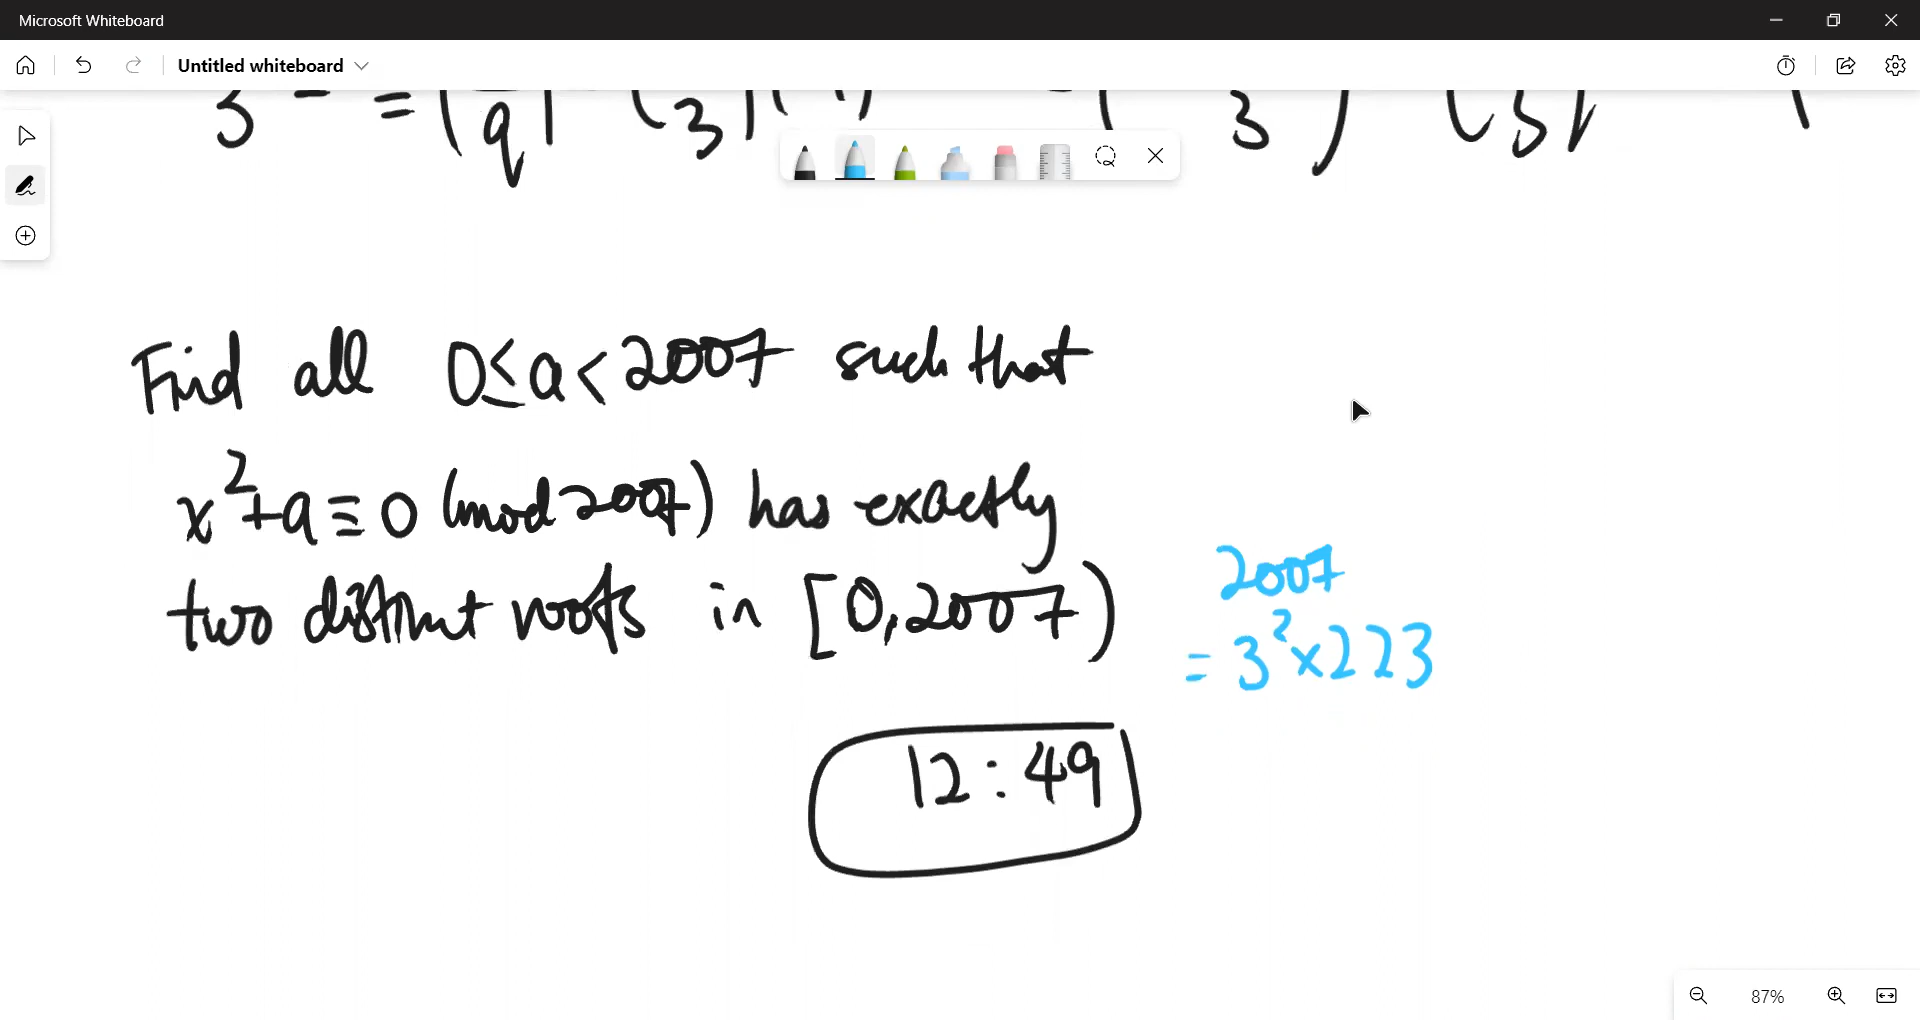 Microsoft Whiteboard
Untitled whiteboard
Find all 0≤a<2007 such that
x²+a≡0 (mod 2007) has exactly
two distinct roots in [0,2007)
2007
= 3²×223
12:49
87%